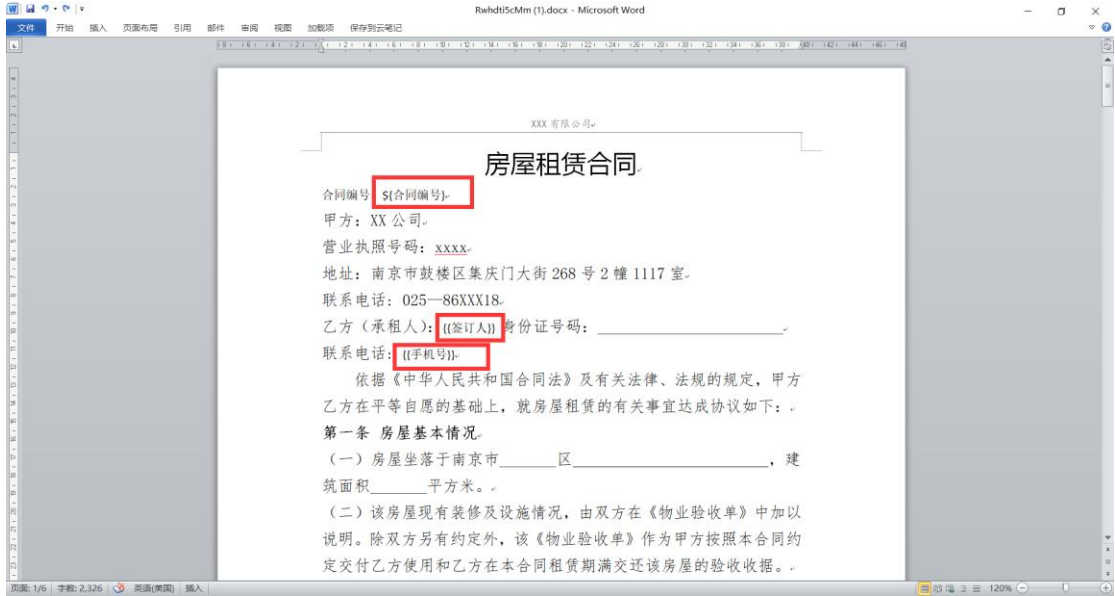 Rwhdti5cMm (1).docx - Microsoft Word
文件 开始 插入 页面布局 引用 邮件 审阅 视图 加载项 保存到云笔记
XXX 有限公司
房屋租赁合同
合同编号 ${合同编号}
甲方：XX 公司
营业执照号码：xxxx
地址：南京市鼓楼区集庆门大街 268 号 2 幢 1117 室
联系电话：025—86XXX18
乙方（承租人）：{{签订人}} 身份证号码：____________________
联系电话：{{手机号}}
依据《中华人民共和国合同法》及有关法律、法规的规定，甲方
乙方在平等自愿的基础上，就房屋租赁的有关事宜达成协议如下：
第一条 房屋基本情况
（一）房屋坐落于南京市______区____________________，建
筑面积______平方米。
（二）该房屋现有装修及设施情况，由双方在《物业验收单》中加以
说明。除双方另有约定外，该《物业验收单》作为甲方按照本合同约
定交付乙方使用和乙方在本合同租赁期满交还该房屋的验收收据。
页面: 1/6 字数: 2,326 英语(美国) 插入 120%